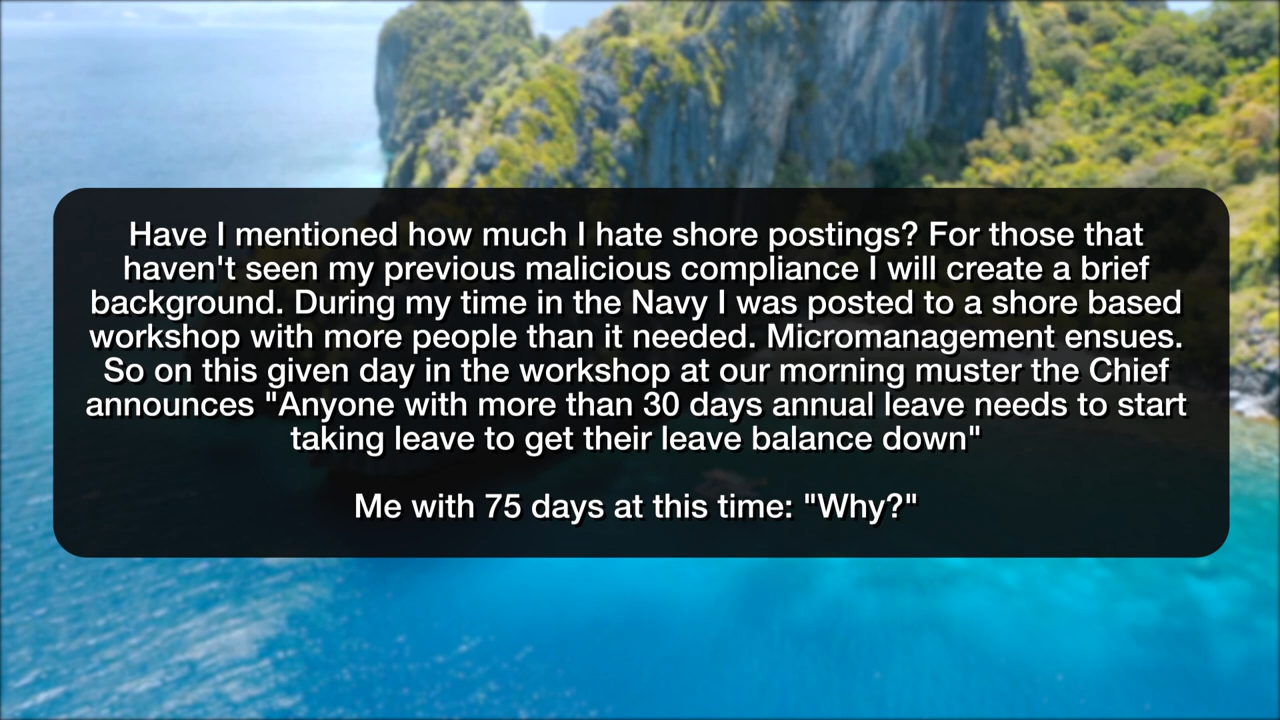 Have I mentioned how much I hate shore postings? For those that
haven't seen my previous malicious compliance I will create a brief
background. During my time in the Navy I was posted to a shore based
workshop with more people than it needed. Micromanagement ensues.
So on this given day in the workshop at our morning muster the Chief
announces "Anyone with more than 30 days annual leave needs to start
taking leave to get their leave balance down"
Me with 75 days at this time: "Why?"